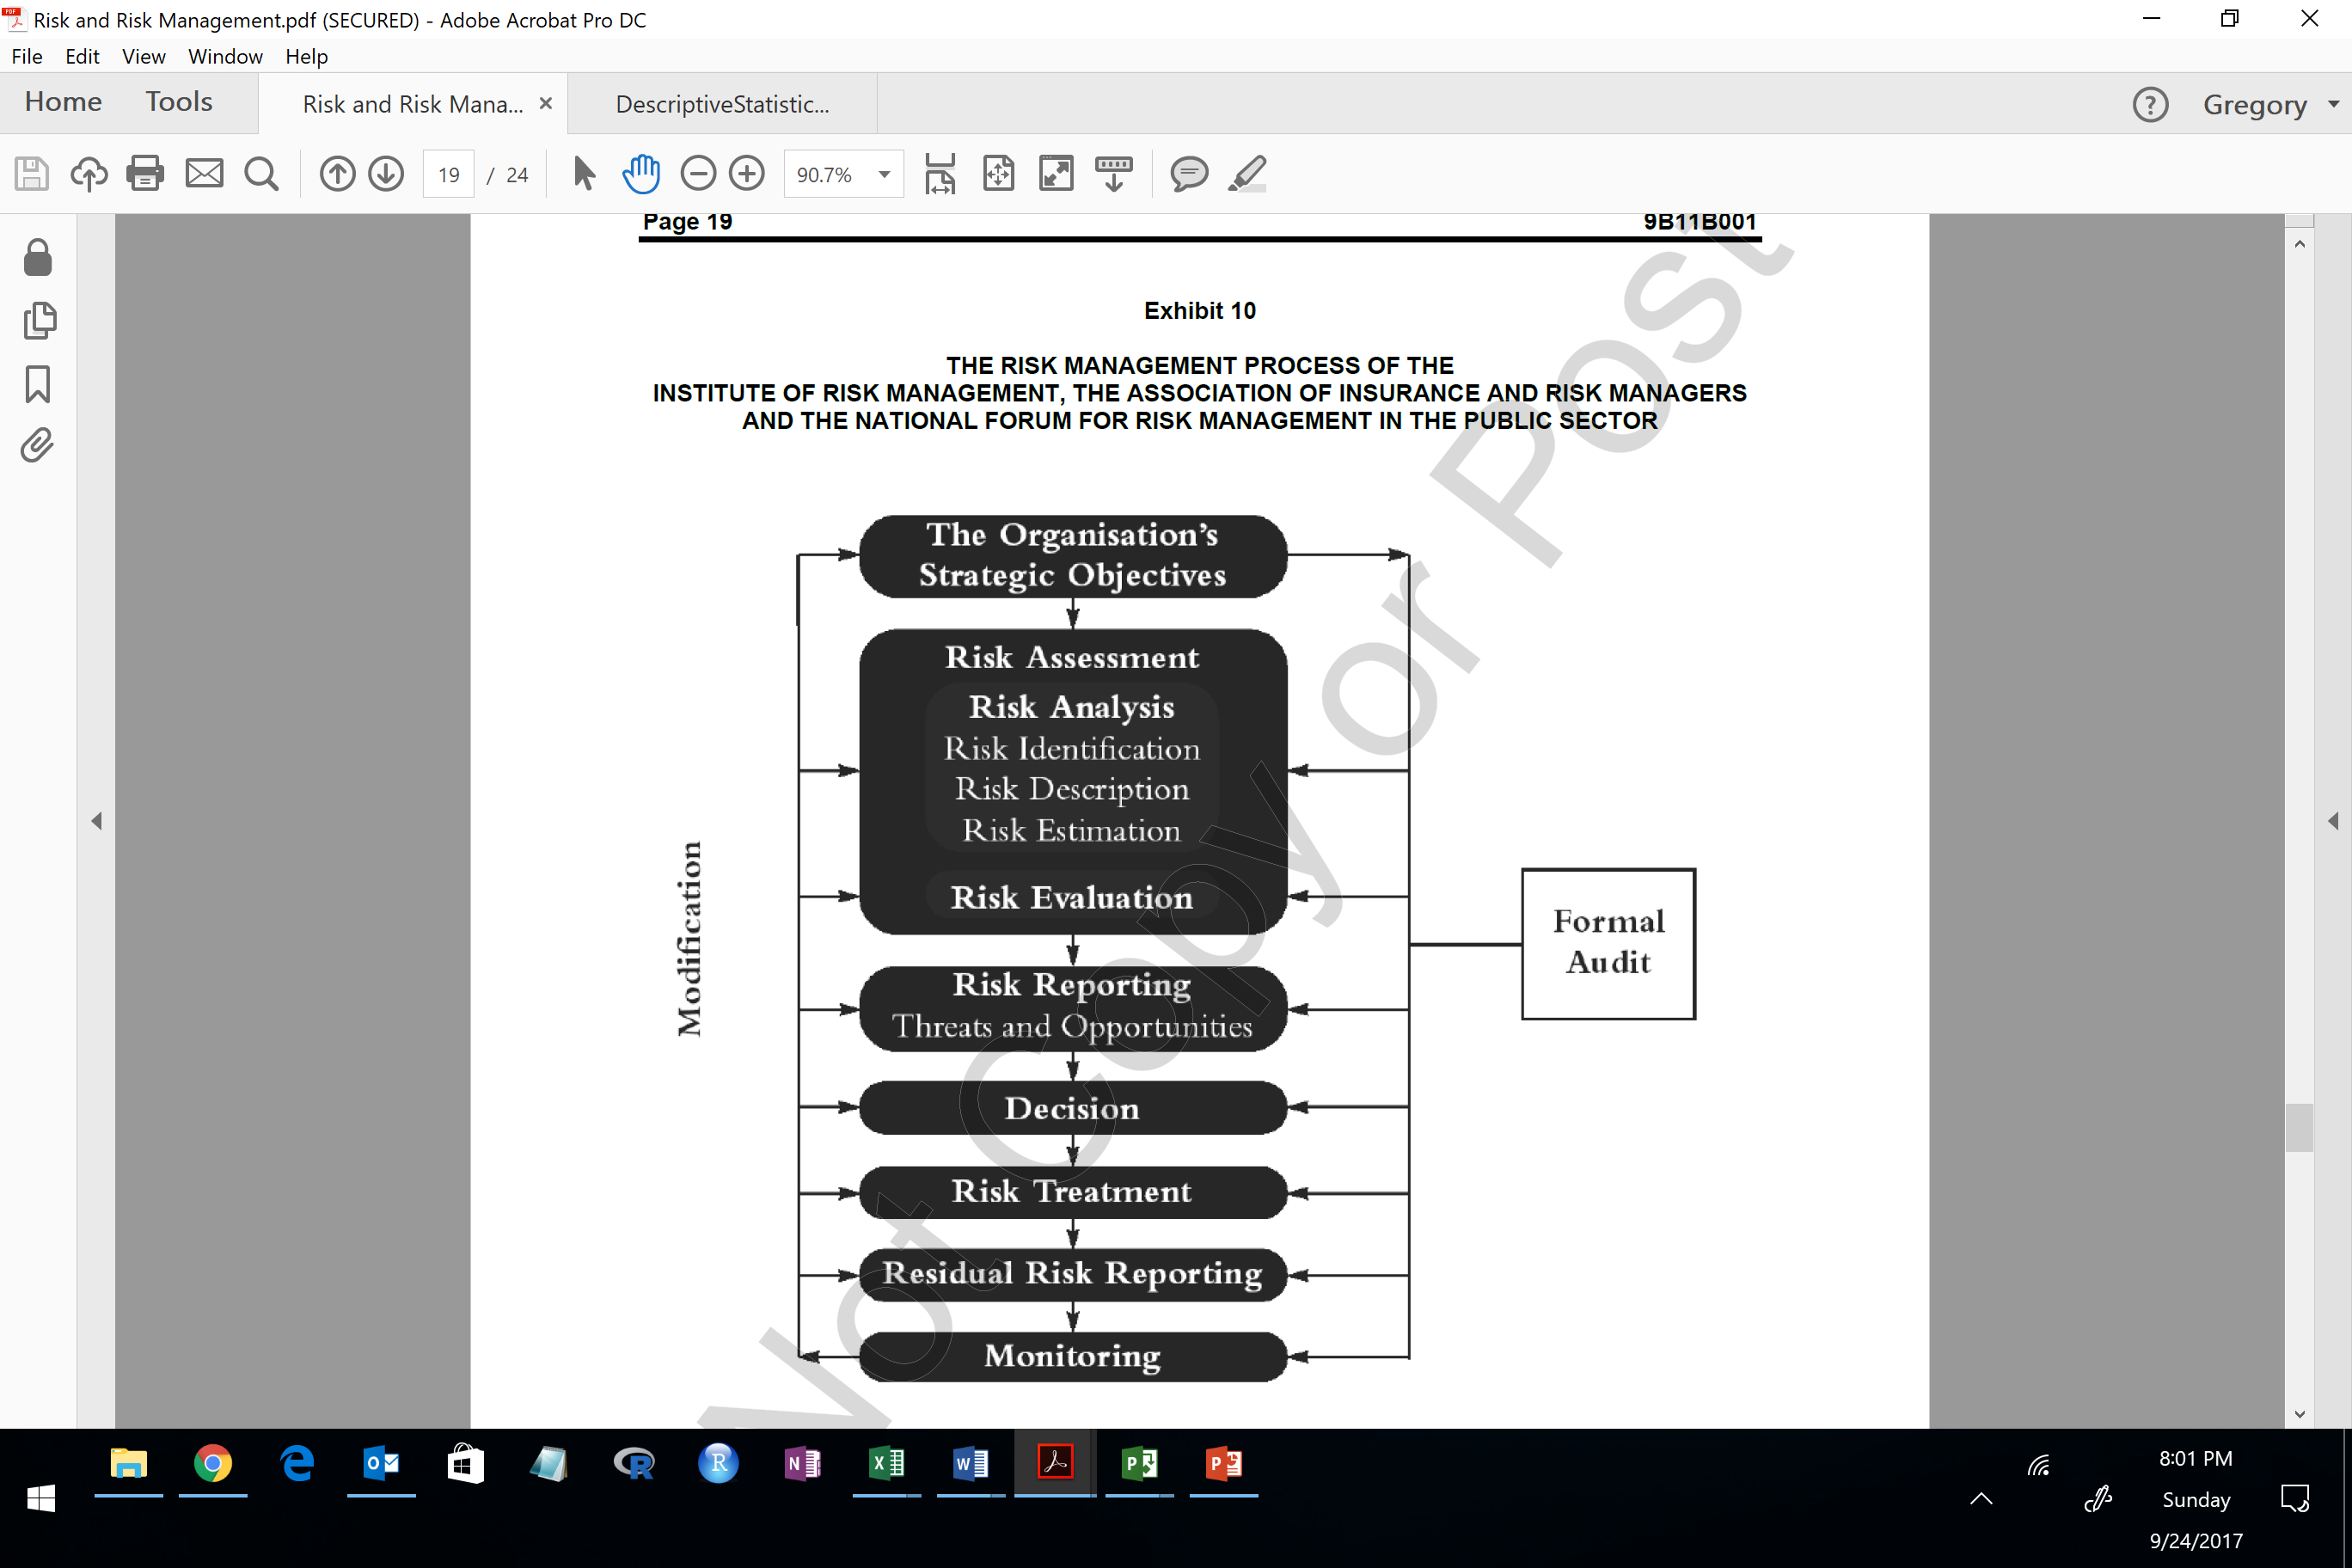 Risk and Risk Management.pdf (SECURED) - Adobe Acrobat Pro DC
File Edit View Window Help
Home Tools Risk and Risk Mana... × DescriptiveStatistic... ? Gregory
19 / 24 90.7%
Page 19 9B11B001
Exhibit 10
THE RISK MANAGEMENT PROCESS OF THE
INSTITUTE OF RISK MANAGEMENT, THE ASSOCIATION OF INSURANCE AND RISK MANAGERS
AND THE NATIONAL FORUM FOR RISK MANAGEMENT IN THE PUBLIC SECTOR
The Organisation's
Strategic Objectives
Risk Assessment
Risk Analysis
Risk Identification
Risk Description
Risk Estimation
Risk Evaluation
Risk Reporting
Threats and Opportunities
Decision
Risk Treatment
Residual Risk Reporting
Monitoring
Modification
Formal
Audit
Not Copy or Post
8:01 PM
Sunday
9/24/2017